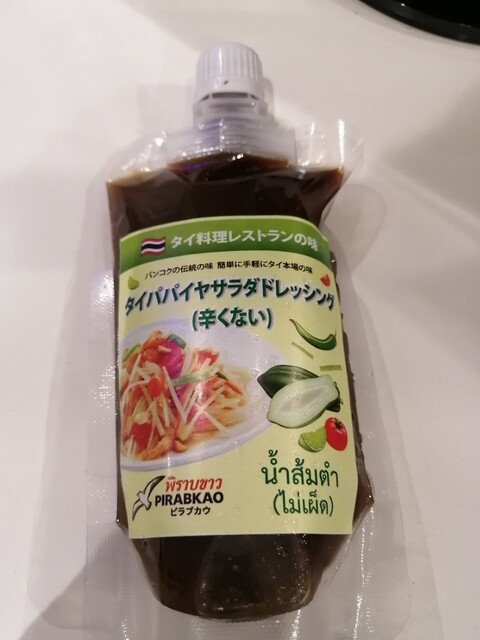 タイ料理レストランの味
バンコクの伝統の味 簡単に手軽にタイ本場の味
タイパパイヤサラダドレッシング
(辛くない)
พิราบขาว
PIRABKAO
ピラブカウ
น้ำส้มตำ
(ไม่เผ็ด)